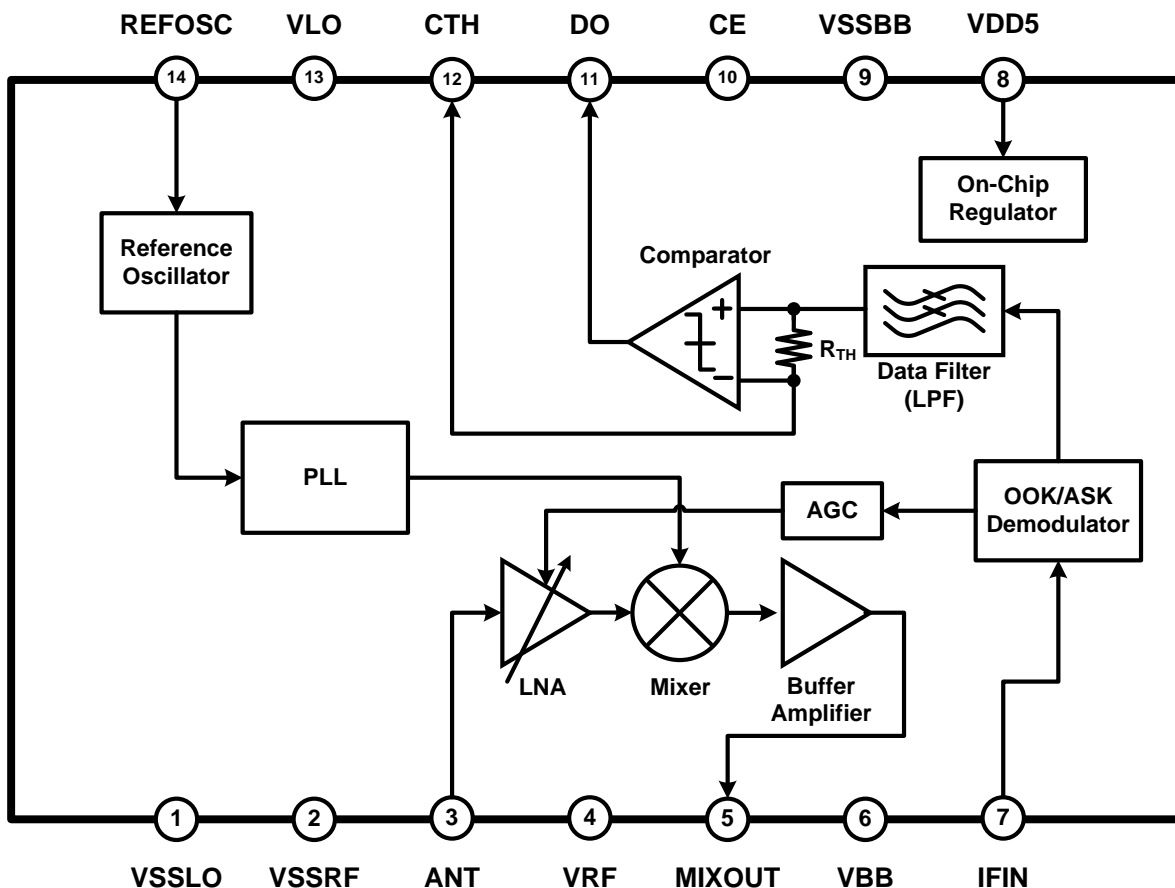 REFOSC VLO CTH DO CE VSSBB VDD5
14 13 12 11 10 9 8
On-Chip
Regulator
Reference
Oscillator
Comparator
+
−
RTH
Data Filter
(LPF)
PLL
AGC
OOK/ASK
Demodulator
LNA
Mixer
Buffer
Amplifier
1 2 3 4 5 6 7
VSSLO VSSRF ANT VRF MIXOUT VBB IFIN